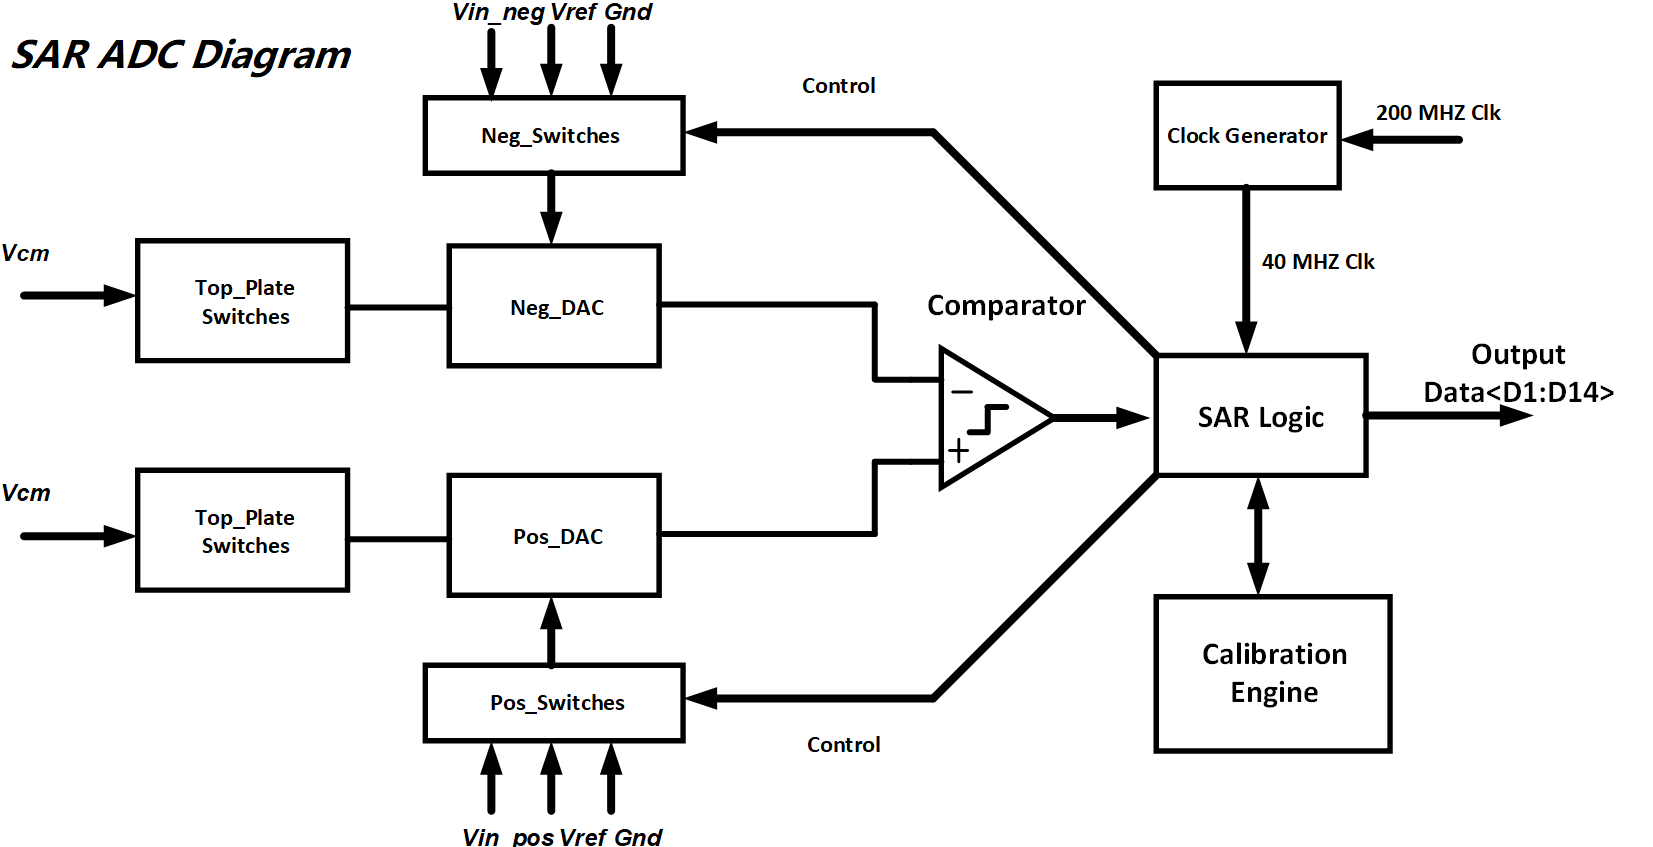 Vin_neg Vref Gnd
SAR ADC Diagram
Control
Neg_Switches
Clock Generator
200 MHZ Clk
Vcm
Top_Plate
Switches
Neg_DAC
40 MHZ Clk
Comparator
Output
Data<D1:D14>
SAR Logic
−
+
Vcm
Top_Plate
Switches
Pos_DAC
Calibration
Engine
Pos_Switches
Control
Vin_pos Vref Gnd